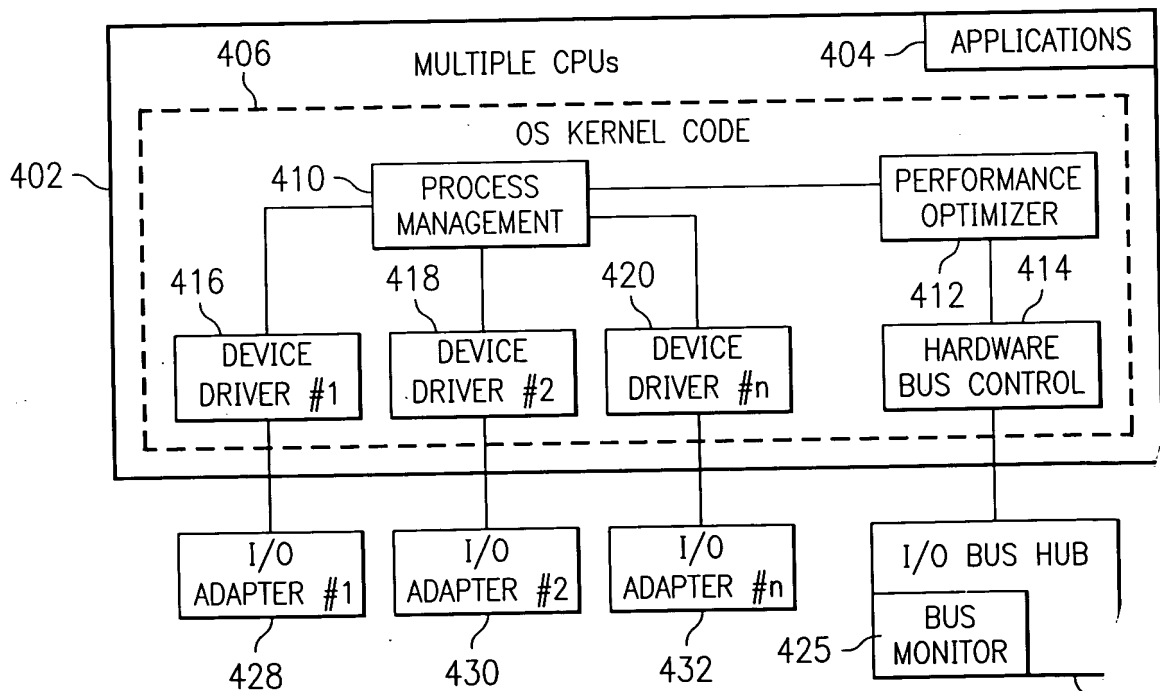 APPLICATIONS
404
406
MULTIPLE CPUs
OS KERNEL CODE
402
410
PROCESS
MANAGEMENT
PERFORMANCE
OPTIMIZER
416
418
420
412
414
DEVICE
DRIVER #1
DEVICE
DRIVER #2
DEVICE
DRIVER #n
HARDWARE
BUS CONTROL
I/O
ADAPTER #1
I/O
ADAPTER #2
I/O
ADAPTER #n
I/O BUS HUB
BUS
MONITOR
425
428
430
432